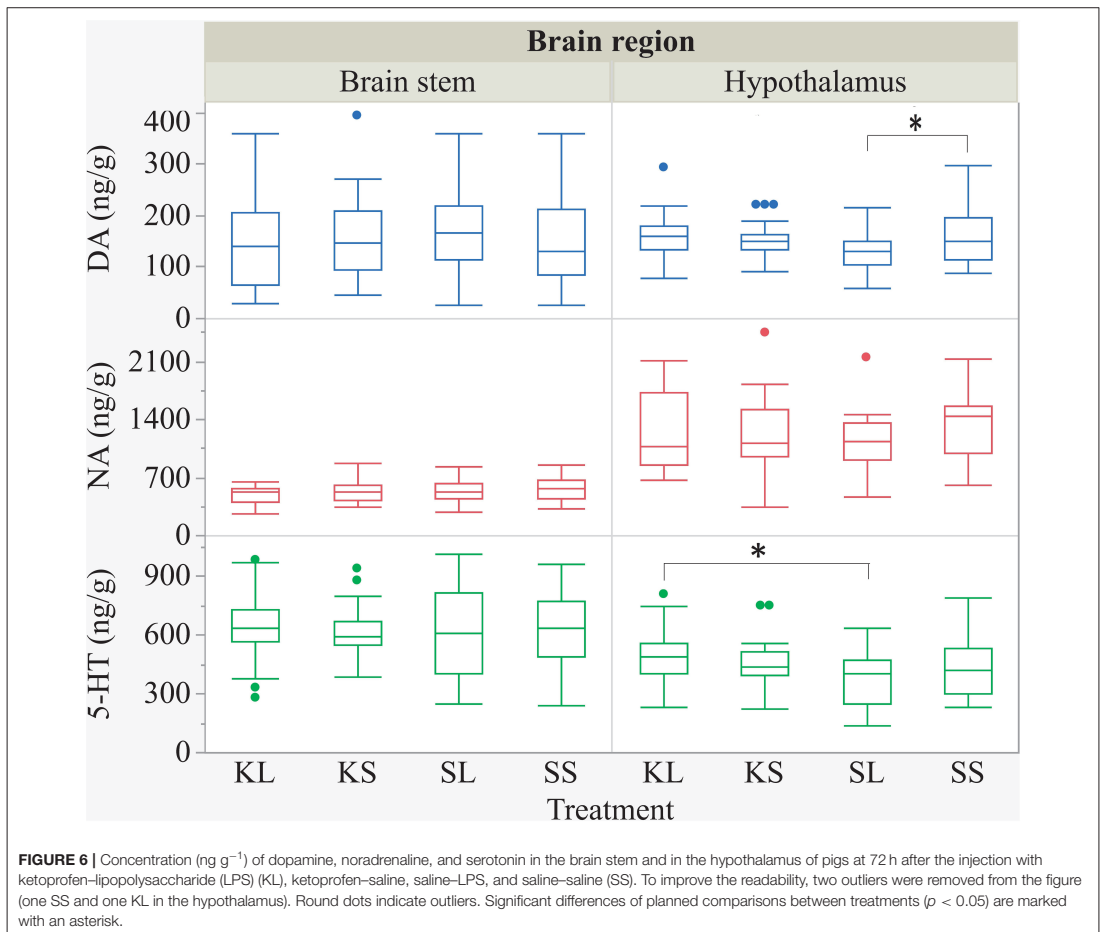 Brain region
Brain stem
Hypothalamus
DA (ng/g)
400
300
200
100
0
*
NA (ng/g)
2100
1400
700
0
5-HT (ng/g)
900
600
300
0
*
KL KS SL SS KL KS SL SS
Treatment
FIGURE 6 | Concentration (ng g⁻¹) of dopamine, noradrenaline, and serotonin in the brain stem and in the hypothalamus of pigs at 72 h after the injection with
ketoprofen–lipopolysaccharide (LPS) (KL), ketoprofen–saline, saline–LPS, and saline–saline (SS). To improve the readability, two outliers were removed from the figure
(one SS and one KL in the hypothalamus). Round dots indicate outliers. Significant differences of planned comparisons between treatments (p < 0.05) are marked
with an asterisk.